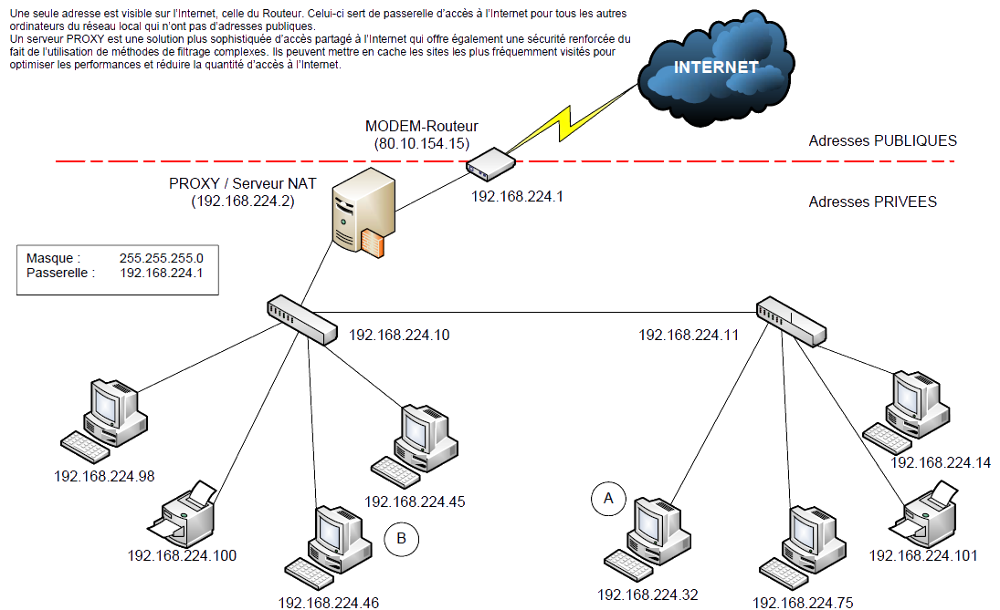 Une seule adresse est visible sur l'Internet, celle du Routeur. Celui-ci sert de passerelle d'accès à l'Internet pour tous les autres
ordinateurs du réseau local qui n'ont pas d'adresses publiques.
Un serveur PROXY est une solution plus sophistiquée d'accès partagé à l'Internet qui offre également une sécurité renforcée du
fait de l'utilisation de méthodes de filtrage complexes. Ils peuvent mettre en cache les sites les plus fréquemment visités pour
optimiser les performances et réduire la quantité d'accès à l'Internet.
INTERNET
MODEM-Routeur
(80.10.154.15)
Adresses PUBLIQUES
PROXY / Serveur NAT
(192.168.224.2)
192.168.224.1
Adresses PRIVEES
Masque : 255.255.255.0
Passerelle : 192.168.224.1
192.168.224.10
192.168.224.11
192.168.224.98
192.168.224.45
192.168.224.14
A
B
192.168.224.100
192.168.224.101
192.168.224.46
192.168.224.32
192.168.224.75